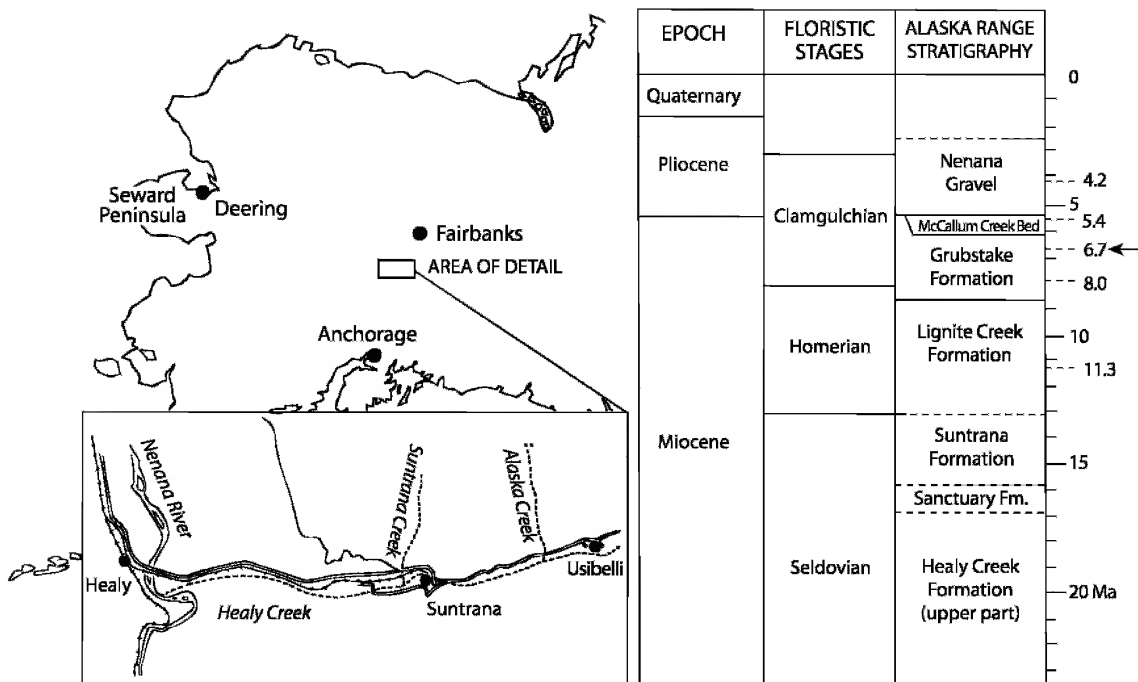 Seward
Peninsula
Deering
Fairbanks
AREA OF DETAIL
Anchorage
Nenana River
Suntrana Creek
Alaska Creek
Healy
Healy Creek
Suntrana
Usibelli
EPOCH
FLORISTIC
STAGES
ALASKA RANGE
STRATIGRAPHY
Quaternary
Pliocene
Miocene
Clamgulchian
Homerian
Seldovian
Nenana
Gravel
McCallum Creek Bed
Grubstake
Formation
Lignite Creek
Formation
Suntrana
Formation
Sanctuary Fm.
Healy Creek
Formation
(upper part)
0
4.2
5
5.4
6.7
8.0
10
11.3
15
20 Ma